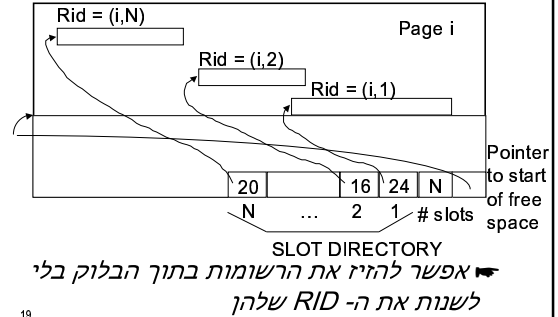 Rid = (i,N)
Page i
Rid = (i,2)
Rid = (i,1)
Pointer
to start
of free
space
20 16 24 N
N ... 2 1 # slots
SLOT DIRECTORY
אפשר להזיז את הרשומות בתוך הבלוק בלי
לשנות את ה- RID שלהן
19